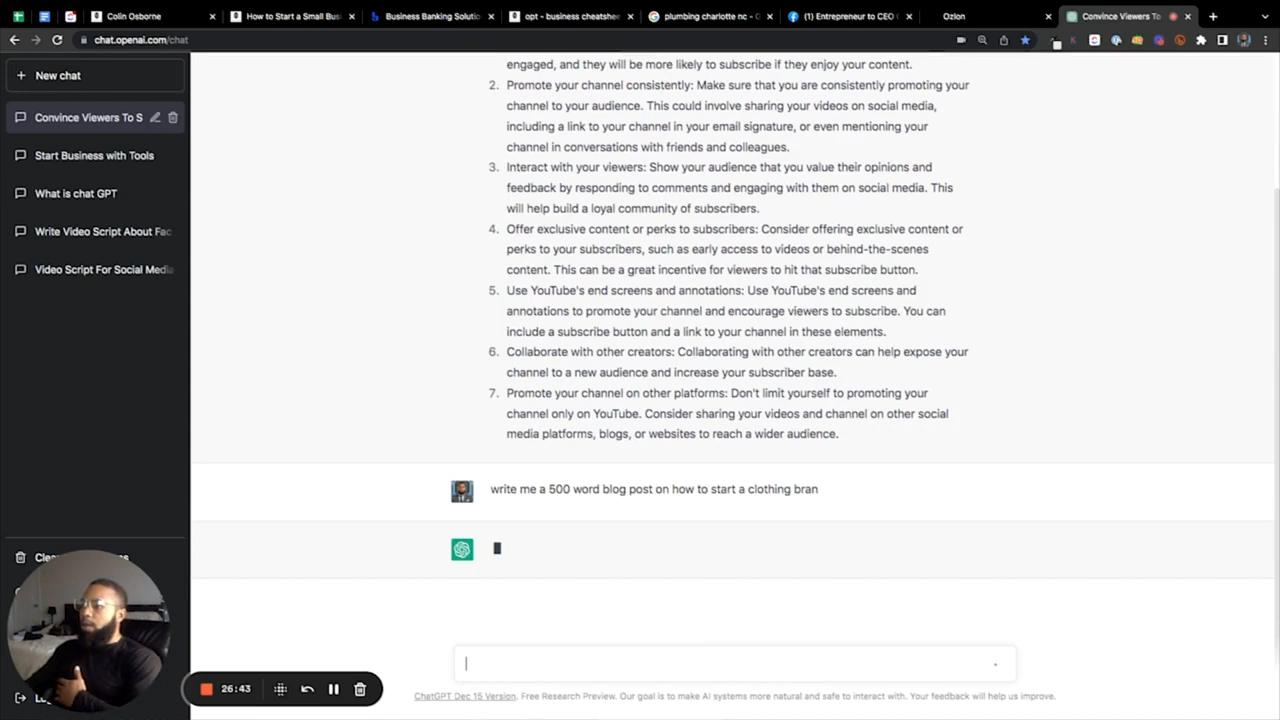 Colin Osborne
How to Start a Small Busi
Business Banking Solutio
opt - business cheatshe
plumbing charlotte nc - G
(1) Entrepreneur to CEO
Ozlon
Convince Viewers To
chat.openai.com/chat
New chat
Convince Viewers To S
Start Business with Tools
What is chat GPT
Write Video Script About Fac
Video Script For Social Media
engaged, and they will be more likely to subscribe if they enjoy your content.
2. Promote your channel consistently: Make sure that you are consistently promoting your
channel to your audience. This could involve sharing your videos on social media,
including a link to your channel in your email signature, or even mentioning your
channel in conversations with friends and colleagues.
3. Interact with your viewers: Show your audience that you value their opinions and
feedback by responding to comments and engaging with them on social media. This
will help build a loyal community of subscribers.
4. Offer exclusive content or perks to subscribers: Consider offering exclusive content or
perks to your subscribers, such as early access to videos or behind-the-scenes
content. This can be a great incentive for viewers to hit that subscribe button.
5. Use YouTube's end screens and annotations: Use YouTube's end screens and
annotations to promote your channel and encourage viewers to subscribe. You can
include a subscribe button and a link to your channel in these elements.
6. Collaborate with other creators: Collaborating with other creators can help expose your
channel to a new audience and increase your subscriber base.
7. Promote your channel on other platforms: Don't limit yourself to promoting your
channel only on YouTube. Consider sharing your videos and channel on other social
media platforms, blogs, or websites to reach a wider audience.
write me a 500 word blog post on how to start a clothing bran
26:43
ChatGPT Dec 15 Version. Free Research Preview. Our goal is to make AI systems more natural and safe to interact with. Your feedback will help us improve.